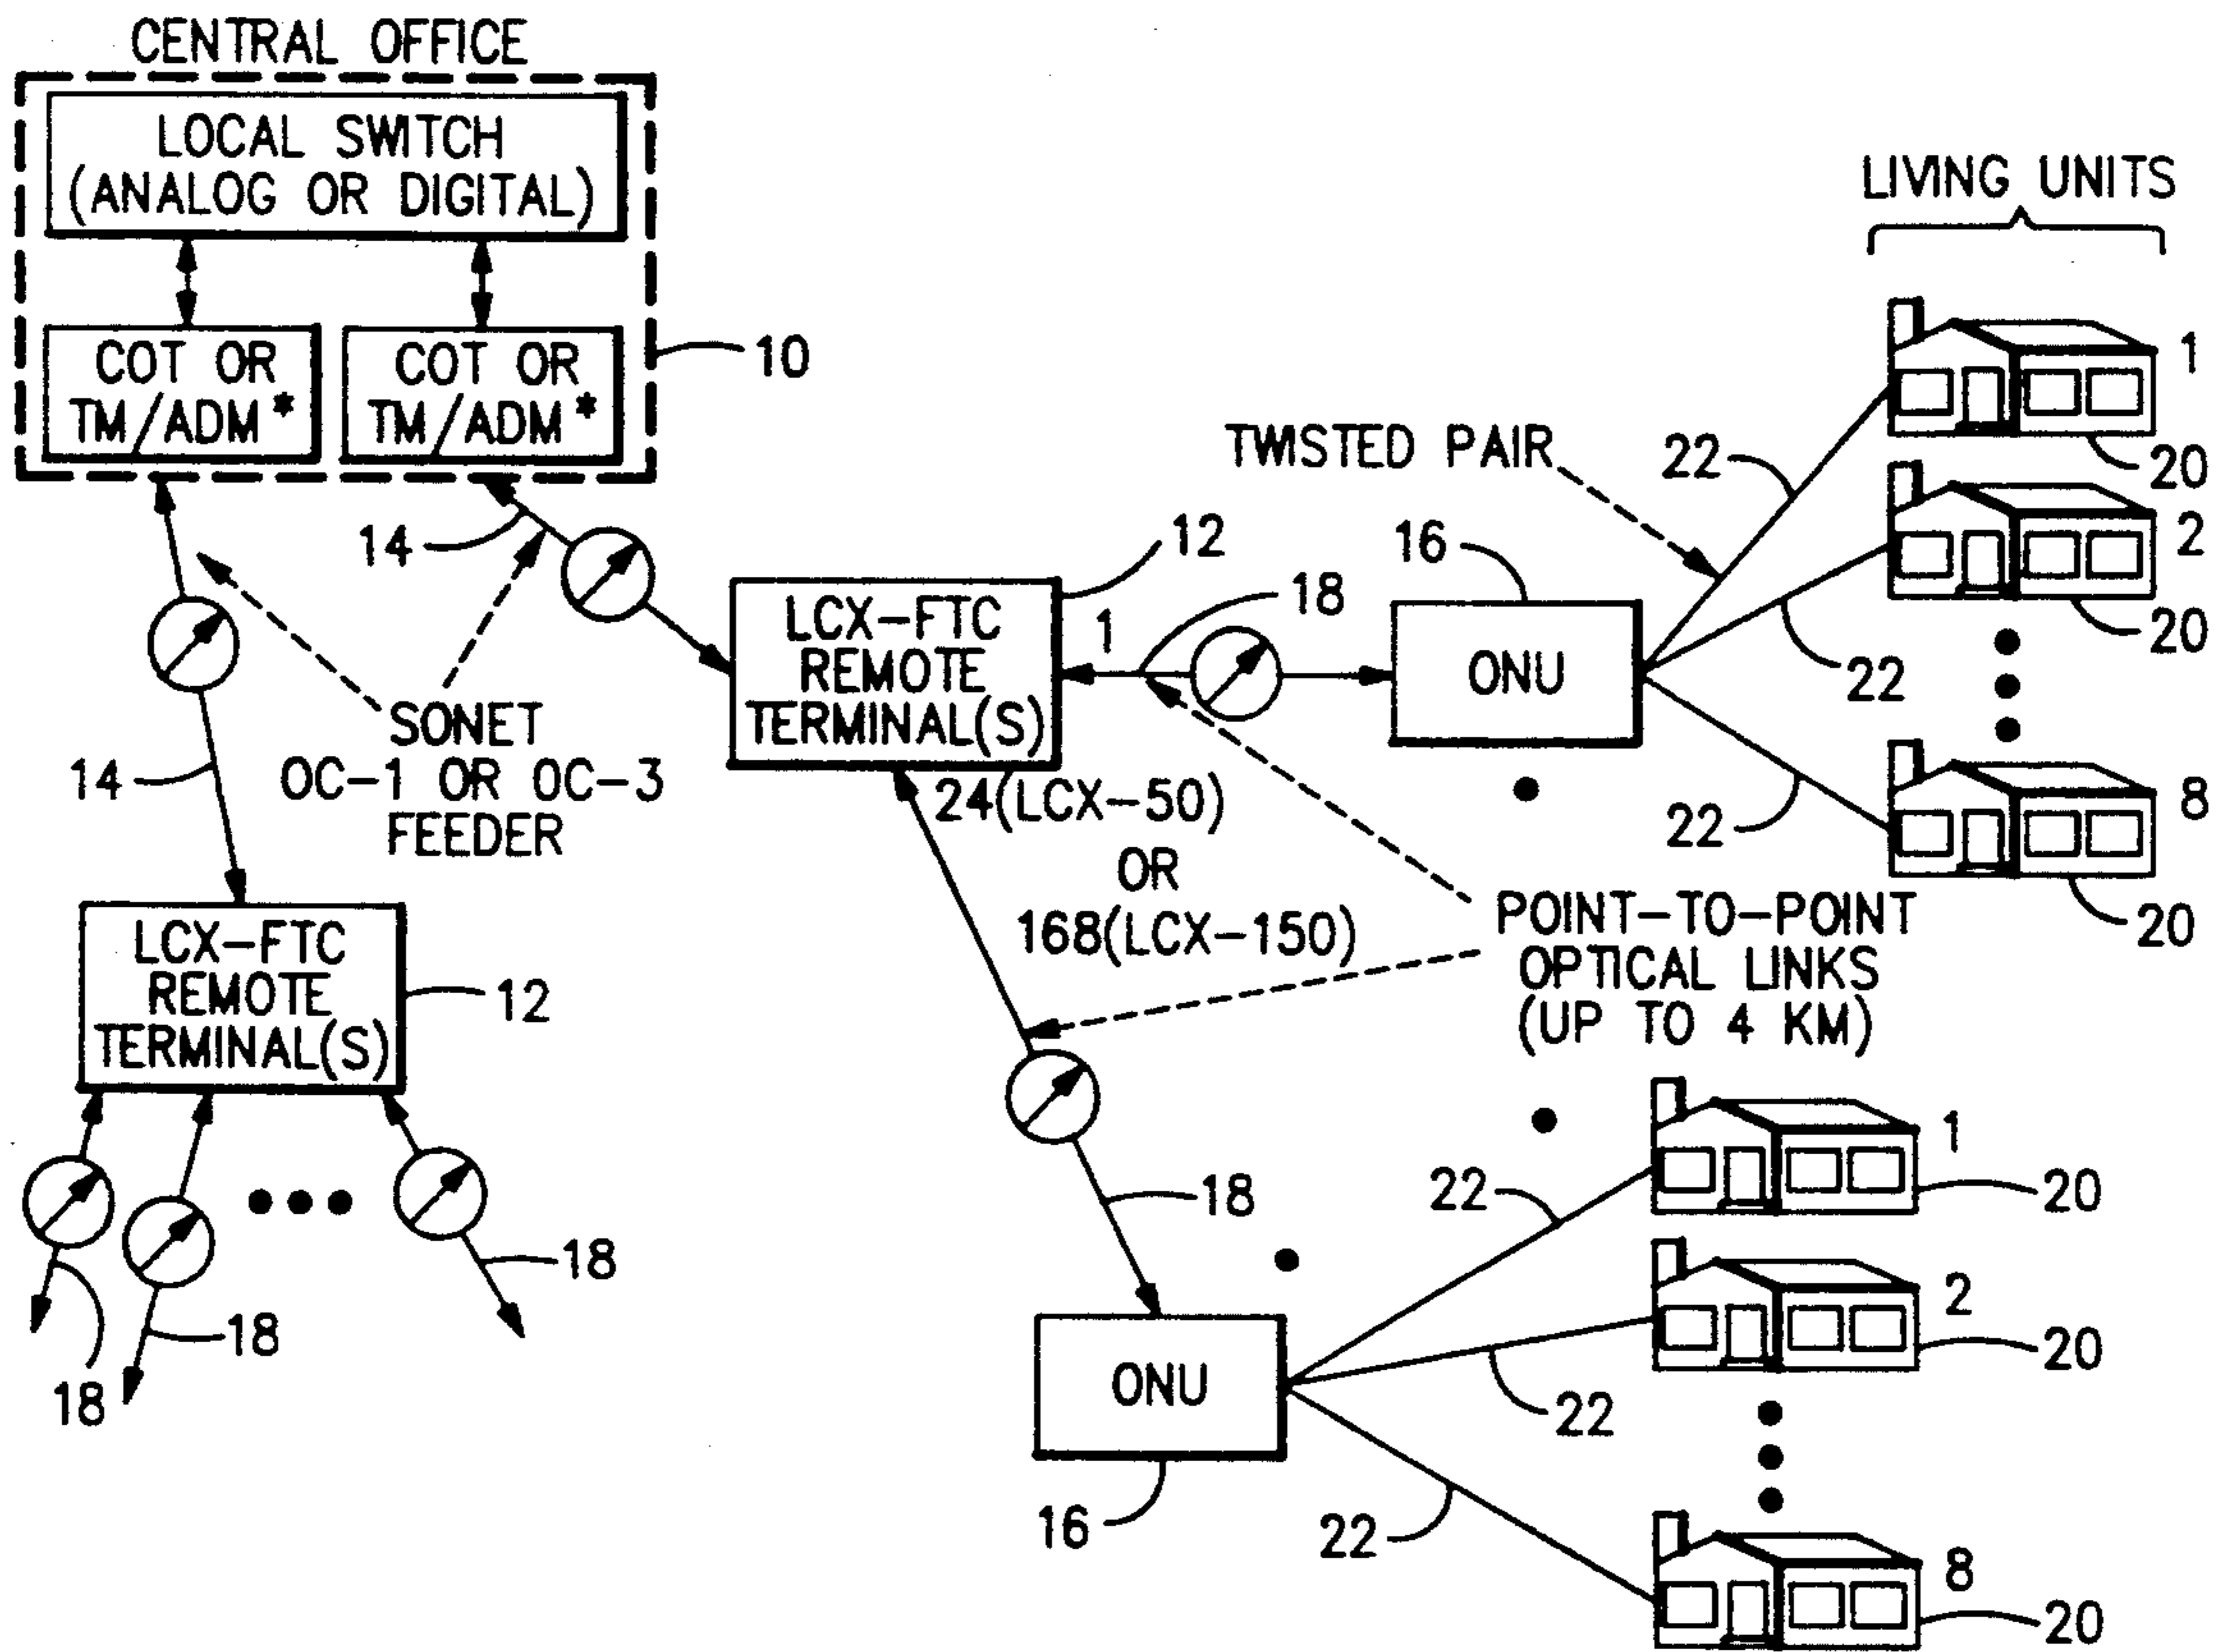 CENTRAL OFFICE
LOCAL SWITCH
(ANALOG OR DIGITAL)
COT OR
TM/ADM*
COT OR
TM/ADM*
10
14
14
SONET
OC-1 OR OC-3
FEEDER
LCX-FTC
REMOTE
TERMINAL(S)
12
18
18
18
LCX-FTC
REMOTE
TERMINAL(S)
12
1
18
24(LCX-50)
OR
168(LCX-150)
16
ONU
TWISTED PAIR
22
22
22
LIVING UNITS
1
20
2
20
8
20
POINT-TO-POINT
OPTICAL LINKS
(UP TO 4 KM)
18
ONU
16
22
22
22
1
20
2
20
8
20